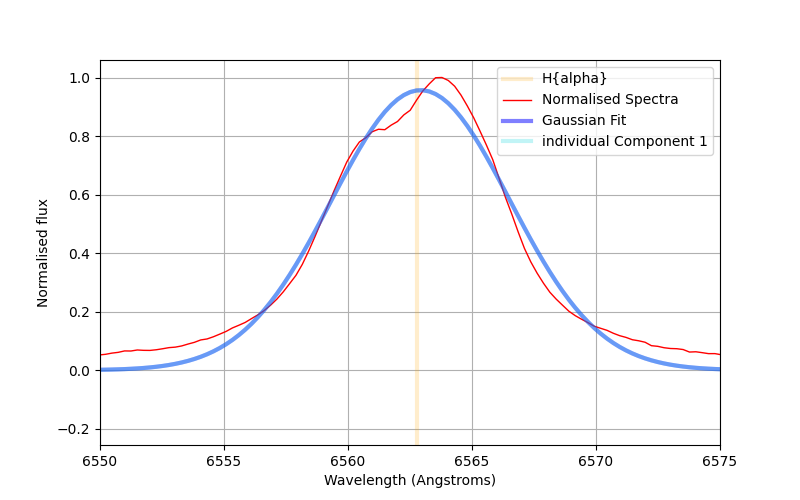 1.0
0.8
0.6
0.4
0.2
0.0
−0.2
Normalised flux
6550 6555 6560 6565 6570 6575
Wavelength (Angstroms)
H{alpha}
Normalised Spectra
Gaussian Fit
individual Component 1